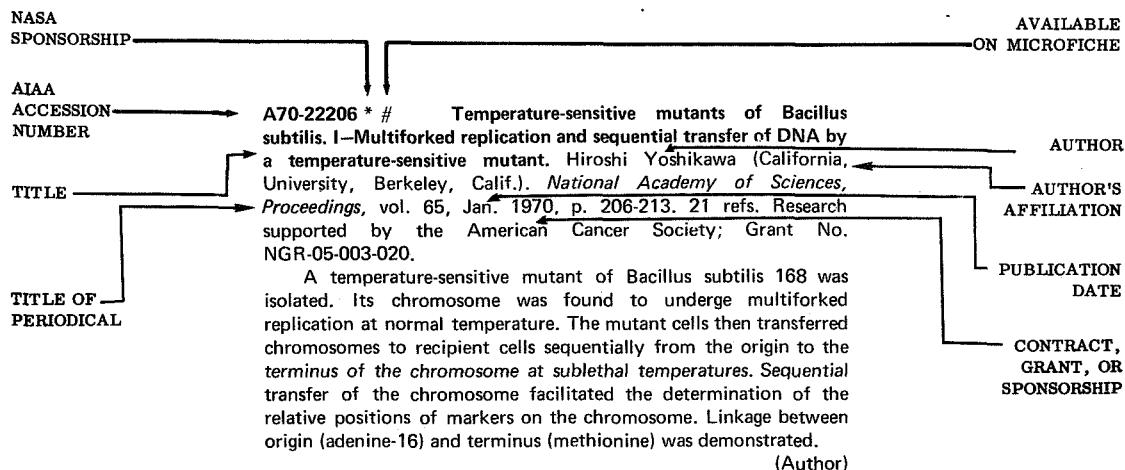 NASA
SPONSORSHIP
AVAILABLE
ON MICROFICHE
AIAA
ACCESSION
NUMBER
TITLE
TITLE OF
PERIODICAL
A70-22206 * # Temperature-sensitive mutants of Bacillus
subtilis. I—Multiforked replication and sequential transfer of DNA by
a temperature-sensitive mutant. Hiroshi Yoshikawa (California,
University, Berkeley, Calif.). National Academy of Sciences,
Proceedings, vol. 65, Jan. 1970, p. 206-213. 21 refs. Research
supported by the American Cancer Society; Grant No.
NGR-05-003-020.
A temperature-sensitive mutant of Bacillus subtilis 168 was
isolated. Its chromosome was found to underge multiforked
replication at normal temperature. The mutant cells then transferred
chromosomes to recipient cells sequentially from the origin to the
terminus of the chromosome at sublethal temperatures. Sequential
transfer of the chromosome facilitated the determination of the
relative positions of markers on the chromosome. Linkage between
origin (adenine-16) and terminus (methionine) was demonstrated.
(Author)
AUTHOR
AUTHOR'S
AFFILIATION
PUBLICATION
DATE
CONTRACT,
GRANT, OR
SPONSORSHIP